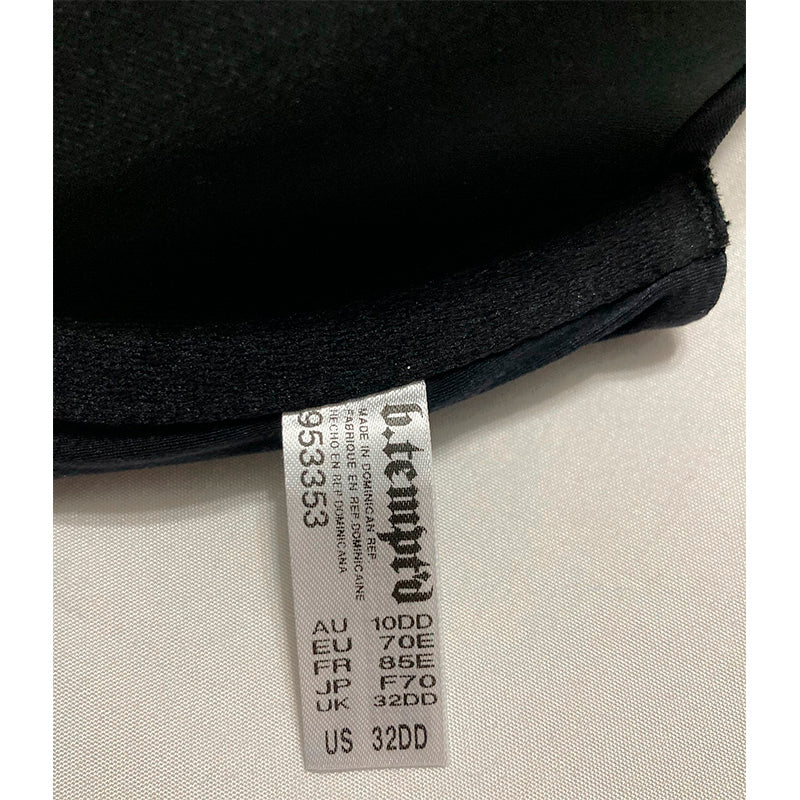 b.tempt'd
MADE IN DOMINICAN REP
FABRIQUE EN REP DOMINICAINE
HECHO EN REP DOMINICANA
953353
AU 10DD
EU 70E
FR 85E
JP F70
UK 32DD
US 32DD